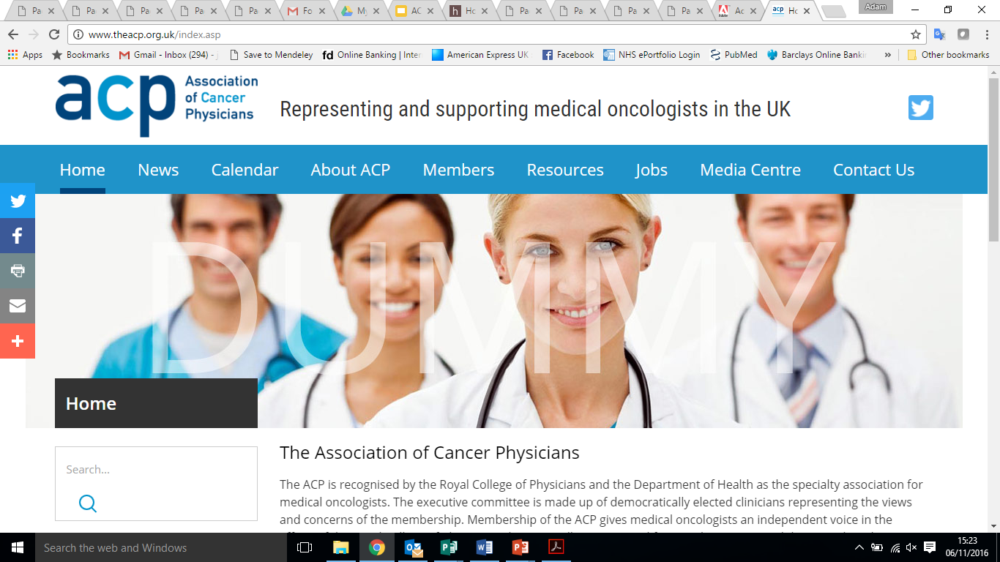 Pa Pa Pa Pa Pa Fo My AC Ho Pa Pa Pa Pa Ac Ho Adam
www.theacp.org.uk/index.asp
Apps Bookmarks Gmail - Inbox (294) - Save to Mendeley Online Banking | Inter American Express UK Facebook NHS ePortfolio Login PubMed Barclays Online Banki » Other bookmarks
acp Association
of Cancer
Physicians
Representing and supporting medical oncologists in the UK
Home News Calendar About ACP Members Resources Jobs Media Centre Contact Us
DUMMY
Home
Search...
The Association of Cancer Physicians
The ACP is recognised by the Royal College of Physicians and the Department of Health as the specialty association for
medical oncologists. The executive committee is made up of democratically elected clinicians representing the views
and concerns of the membership. Membership of the ACP gives medical oncologists an independent voice in the
Search the web and Windows
15:23
06/11/2016